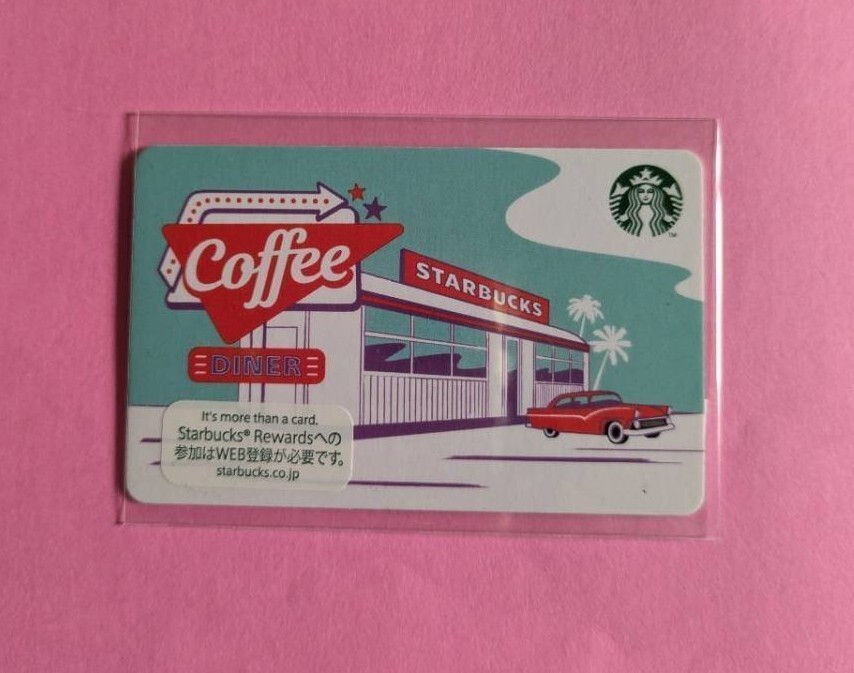 Coffee
STARBUCKS
DINER
It's more than a card.
Starbucks® Rewardsへの
参加はWEB登録が必要です。
starbucks.co.jp
TM